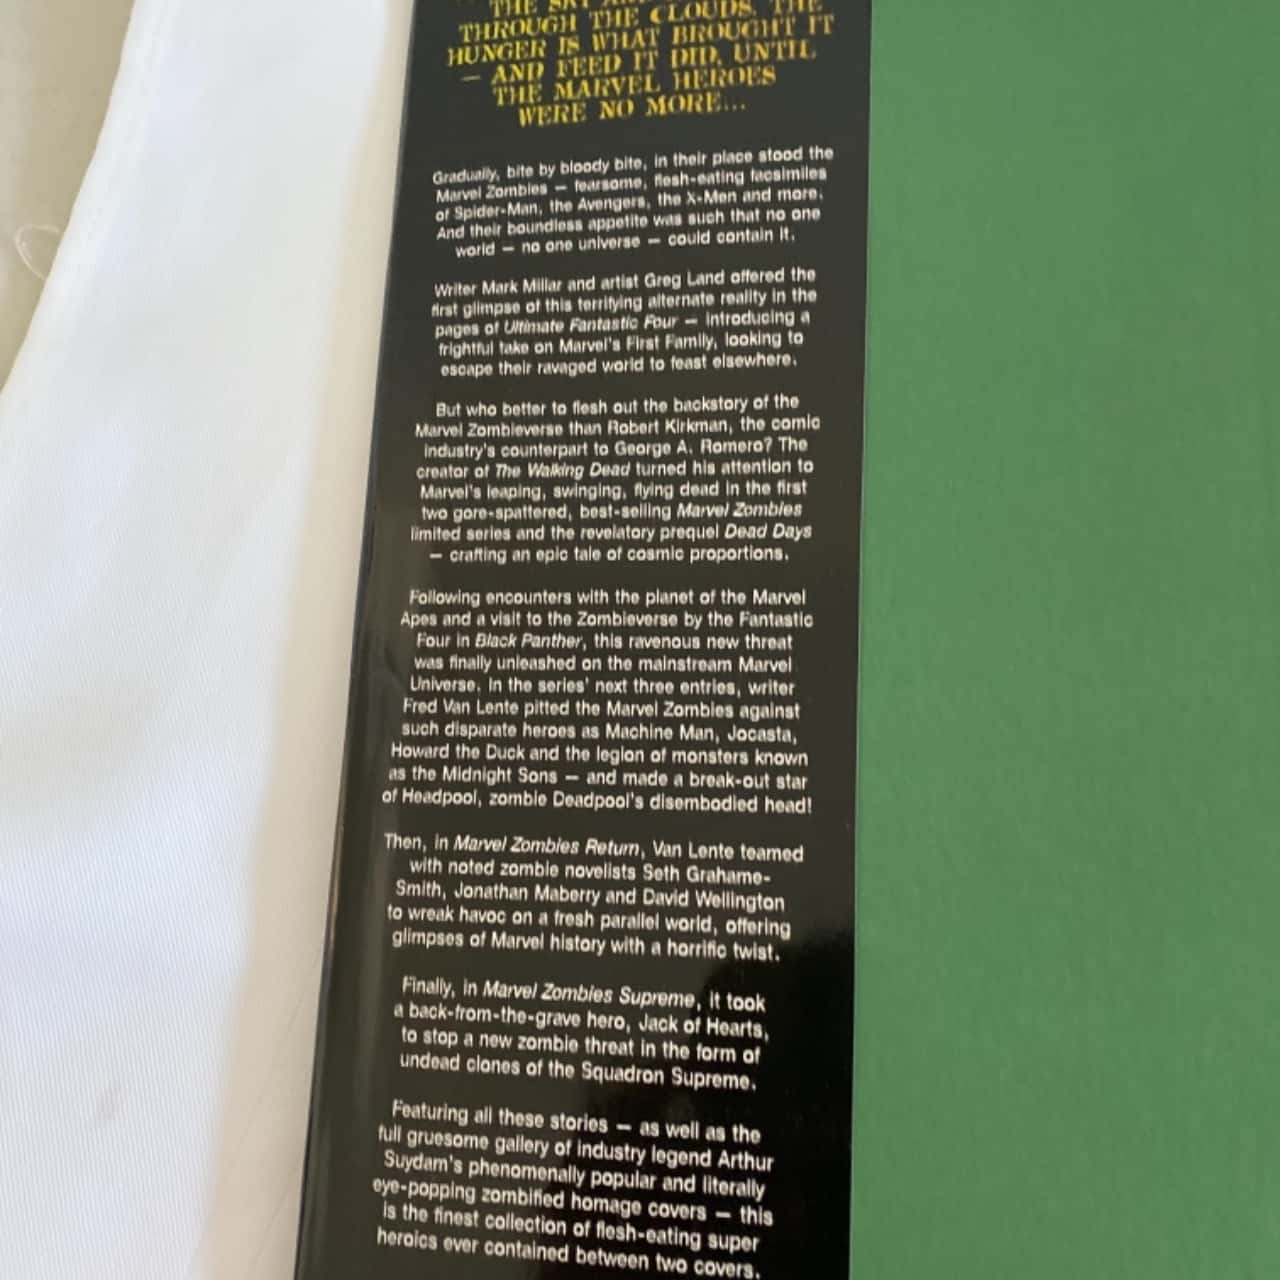 THE SKY
THROUGH THE CLOUDS. THE
HUNGER IS WHAT BROUGHT IT
— AND FEED IT DID, UNTIL
THE MARVEL HEROES
WERE NO MORE...
Gradually, bite by bloody bite, in their place stood the
Marvel Zombies — fearsome, flesh-eating facsimiles
of Spider-Man, the Avengers, the X-Men and more.
And their boundless appetite was such that no one
world — no one universe — could contain it.
Writer Mark Millar and artist Greg Land offered the
first glimpse of this terrifying alternate reality in the
pages of Ultimate Fantastic Four — introducing a
frightful take on Marvel's First Family, looking to
escape their ravaged world to feast elsewhere.
But who better to flesh out the backstory of the
Marvel Zombieverse than Robert Kirkman, the comic
industry's counterpart to George A. Romero? The
creator of The Walking Dead turned his attention to
Marvel's leaping, swinging, flying dead in the first
two gore-spattered, best-selling Marvel Zombies
limited series and the revelatory prequel Dead Days
— crafting an epic tale of cosmic proportions.
Following encounters with the planet of the Marvel
Apes and a visit to the Zombieverse by the Fantastic
Four in Black Panther, this ravenous new threat
was finally unleashed on the mainstream Marvel
Universe. In the series' next three entries, writer
Fred Van Lente pitted the Marvel Zombies against
such disparate heroes as Machine Man, Jocasta,
Howard the Duck and the legion of monsters known
as the Midnight Sons — and made a break-out star
of Headpool, zombie Deadpool's disembodied head!
Then, in Marvel Zombies Return, Van Lente teamed
with noted zombie novelists Seth Grahame-
Smith, Jonathan Maberry and David Wellington
to wreak havoc on a fresh parallel world, offering
glimpses of Marvel history with a horrific twist.
Finally, in Marvel Zombies Supreme, it took
a back-from-the-grave hero, Jack of Hearts,
to stop a new zombie threat in the form of
undead clones of the Squadron Supreme.
Featuring all these stories — as well as the
full gruesome gallery of industry legend Arthur
Suydam's phenomenally popular and literally
eye-popping zombified homage covers — this
is the finest collection of flesh-eating super
heroics ever contained between two covers.